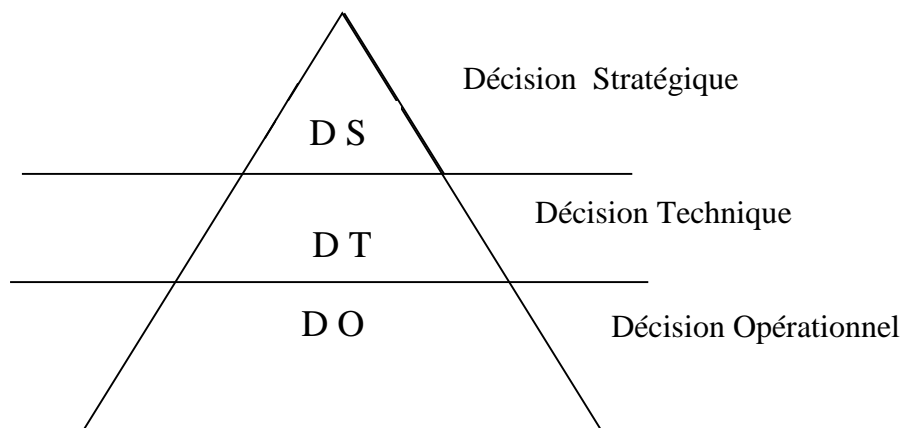 Décision Stratégique
D S
Décision Technique
D T
D O
Décision Opérationnel